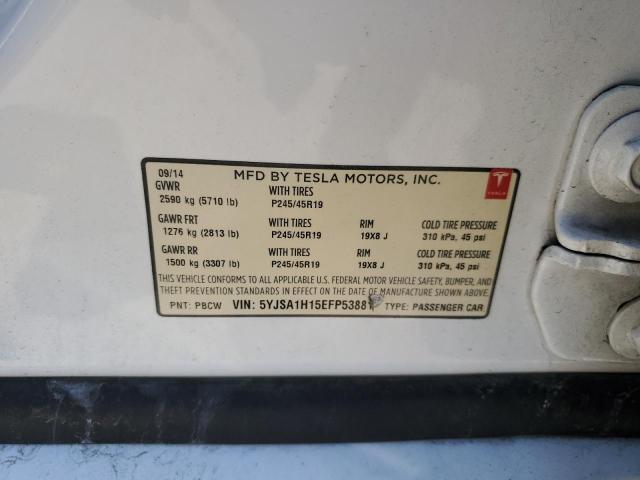 09/14
MFD BY TESLA MOTORS, INC.
GVWR WITH TIRES
2590 kg (5710 lb) P245/45R19
GAWR FRT WITH TIRES RIM COLD TIRE PRESSURE
1276 kg (2813 lb) P245/45R19 19X8 J 310 kPa, 45 psi
GAWR RR WITH TIRES RIM COLD TIRE PRESSURE
1500 kg (3307 lb) P245/45R19 19X8 J 310 kPa, 45 psi
THIS VEHICLE CONFORMS TO ALL APPLICABLE U.S. FEDERAL MOTOR VEHICLE SAFETY, BUMPER, AND
THEFT PREVENTION STANDARDS IN EFFECT ON THE DATE OF MANUFACTURE SHOWN ABOVE.
PNT: PBCW VIN: TYPE: PASSENGER CAR
TESLA